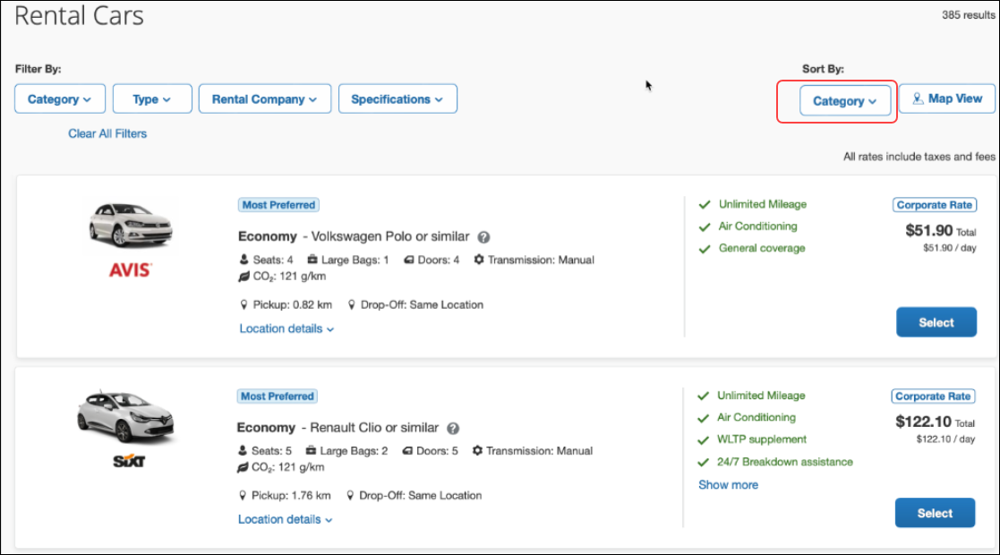 Rental Cars
385 results
Filter By:
Sort By:
Category
Type
Rental Company
Specifications
Category
Map View
Clear All Filters
All rates include taxes and fees
Most Preferred
Economy - Volkswagen Polo or similar ?
Seats: 4 Large Bags: 1 Doors: 4 Transmission: Manual
CO₂: 121 g/km
Pickup: 0.82 km Drop-Off: Same Location
Location details
AVIS
Unlimited Mileage
Air Conditioning
General coverage
Corporate Rate
$51.90 Total
$51.90 / day
Select
Most Preferred
Economy - Renault Clio or similar ?
Seats: 5 Large Bags: 2 Doors: 5 Transmission: Manual
CO₂: 121 g/km
Pickup: 1.76 km Drop-Off: Same Location
Location details
SIXT
Unlimited Mileage
Air Conditioning
WLTP supplement
24/7 Breakdown assistance
Show more
Corporate Rate
$122.10 Total
$122.10 / day
Select